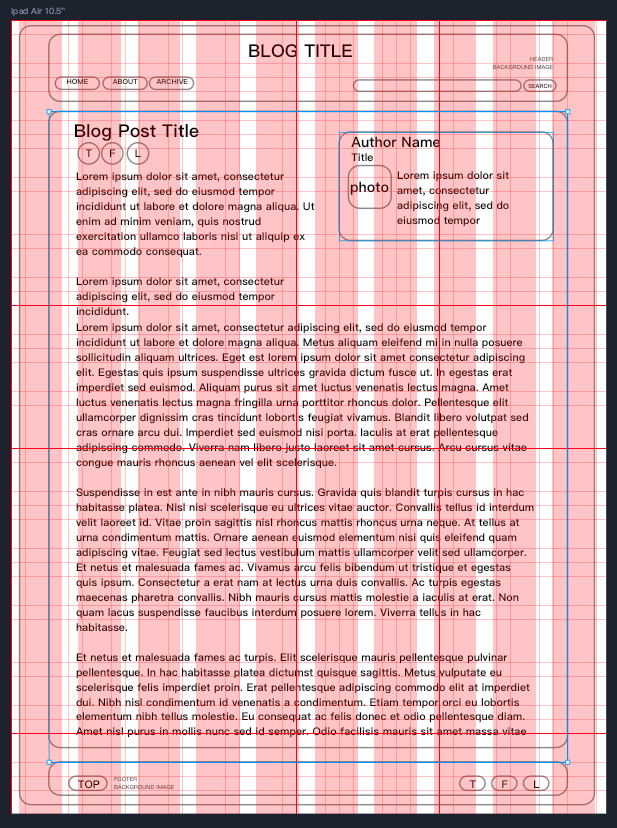 ipad Air 10.5"
BLOG TITLE
HEADER
BACKGROUND IMAGE
HOME
ABOUT
ARCHIVE
SEARCH
Blog Post Title
T F L
Author Name
Title
photo
Lorem ipsum dolor sit
amet, consectetur
adipiscing elit, sed do
eiusmod tempor
Lorem ipsum dolor sit amet, consectetur
adipiscing elit, sed do eiusmod tempor
incididunt ut labore et dolore magna aliqua. Ut
enim ad minim veniam, quis nostrud
exercitation ullamco laboris nisi ut aliquip ex
ea commodo consequat.
Lorem ipsum dolor sit amet, consectetur
adipiscing elit, sed do eiusmod tempor
incididunt.
Lorem ipsum dolor sit amet, consectetur adipiscing elit, sed do eiusmod tempor
incididunt ut labore et dolore magna aliqua. Metus aliquam eleifend mi in nulla posuere
sollicitudin aliquam ultrices. Eget est lorem ipsum dolor sit amet consectetur adipiscing
elit. Egestas quis ipsum suspendisse ultrices gravida dictum fusce ut. In egestas erat
imperdiet sed euismod. Aliquam purus sit amet luctus venenatis lectus magna. Amet
luctus venenatis lectus magna fringilla urna porttitor rhoncus dolor. Pellentesque elit
ullamcorper dignissim cras tincidunt lobortis feugiat vivamus. Blandit libero volutpat sed
cras ornare arcu dui. Imperdiet sed euismod nisi porta. Iaculis at erat pellentesque
adipiscing commodo. Viverra nam libero justo laoreet sit amet cursus. Arcu cursus vitae
congue mauris rhoncus aenean vel elit scelerisque.
Suspendisse in est ante in nibh mauris cursus. Gravida quis blandit turpis cursus in hac
habitasse platea. Nisl nisi scelerisque eu ultrices vitae auctor. Convallis tellus id interdum
velit laoreet id. Vitae proin sagittis nisl rhoncus mattis rhoncus urna neque. At tellus at
urna condimentum mattis. Ornare aenean euismod elementum nisi quis eleifend quam
adipiscing vitae. Feugiat sed lectus vestibulum mattis ullamcorper velit sed ullamcorper.
Et netus et malesuada fames ac. Vivamus arcu felis bibendum ut tristique et egestas
quis ipsum. Consectetur a erat nam at lectus urna duis convallis. Ac turpis egestas
maecenas pharetra convallis. Nibh mauris cursus mattis molestie a iaculis at erat. Non
quam lacus suspendisse faucibus interdum posuere lorem. Viverra tellus in hac
habitasse.
Et netus et malesuada fames ac turpis. Elit scelerisque mauris pellentesque pulvinar
pellentesque. In hac habitasse platea dictumst quisque sagittis. Metus vulputate eu
scelerisque felis imperdiet proin. Erat pellentesque adipiscing commodo elit at imperdiet
dui. Nibh nisl condimentum id venenatis a condimentum. Etiam tempor orci eu lobortis
elementum nibh tellus molestie. Eu consequat ac felis donec et odio pellentesque diam.
Amet nisl purus in mollis nunc sed id semper. Odio facilisis mauris sit amet massa vitae
TOP
FOOTER
BACKGROUND IMAGE
T F L